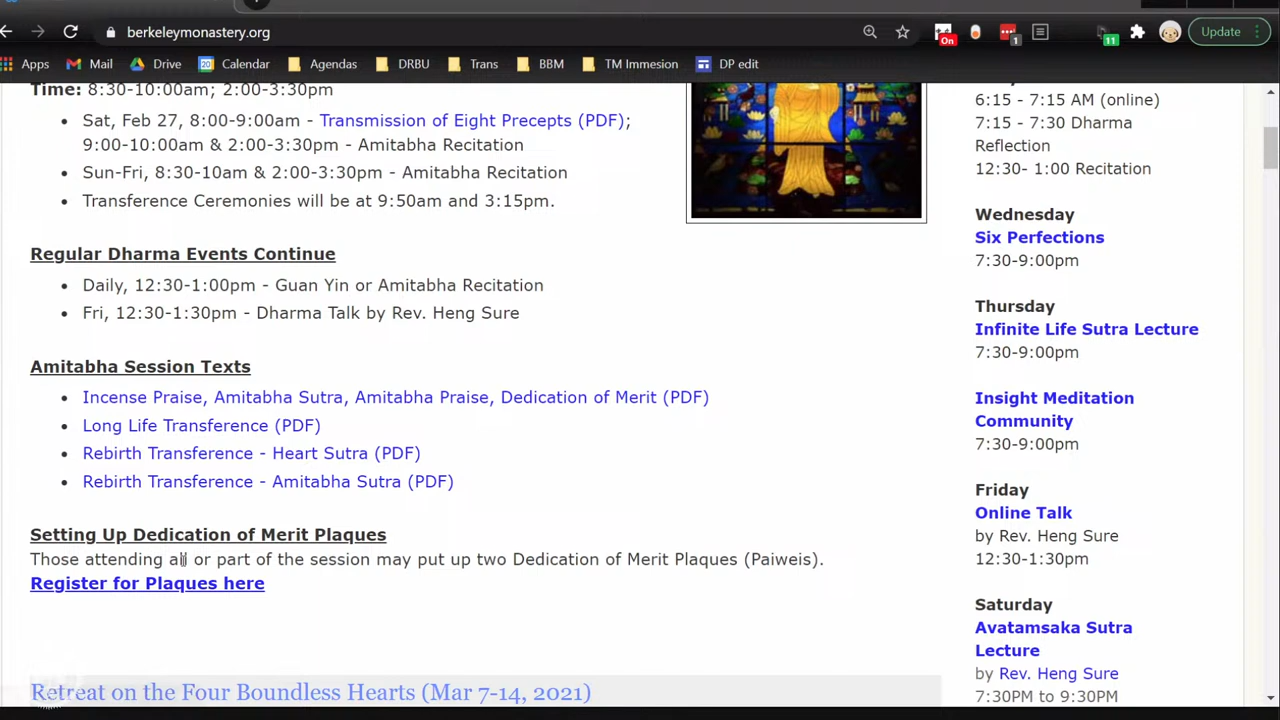 berkeleymonastery.org
On
1
11
Update
Apps
Mail
Drive
20
Calendar
Agendas
DRBU
Trans
BBM
TM Immesion
DP edit
Time: 8:30-10:00am; 2:00-3:30pm
Sat, Feb 27, 8:00-9:00am - Transmission of Eight Precepts (PDF);
9:00-10:00am & 2:00-3:30pm - Amitabha Recitation
Sun-Fri, 8:30-10am & 2:00-3:30pm - Amitabha Recitation
Transference Ceremonies will be at 9:50am and 3:15pm.
Regular Dharma Events Continue
Daily, 12:30-1:00pm - Guan Yin or Amitabha Recitation
Fri, 12:30-1:30pm - Dharma Talk by Rev. Heng Sure
Amitabha Session Texts
Incense Praise, Amitabha Sutra, Amitabha Praise, Dedication of Merit (PDF)
Long Life Transference (PDF)
Rebirth Transference - Heart Sutra (PDF)
Rebirth Transference - Amitabha Sutra (PDF)
Setting Up Dedication of Merit Plaques
Those attending all or part of the session may put up two Dedication of Merit Plaques (Paiweis).
Register for Plaques here
Retreat on the Four Boundless Hearts (Mar 7-14, 2021)
6:15 - 7:15 AM (online)
7:15 - 7:30 Dharma
Reflection
12:30- 1:00 Recitation
Wednesday
Six Perfections
7:30-9:00pm
Thursday
Infinite Life Sutra Lecture
7:30-9:00pm
Insight Meditation
Community
7:30-9:00pm
Friday
Online Talk
by Rev. Heng Sure
12:30-1:30pm
Saturday
Avatamsaka Sutra
Lecture
by Rev. Heng Sure
7:30PM to 9:30PM